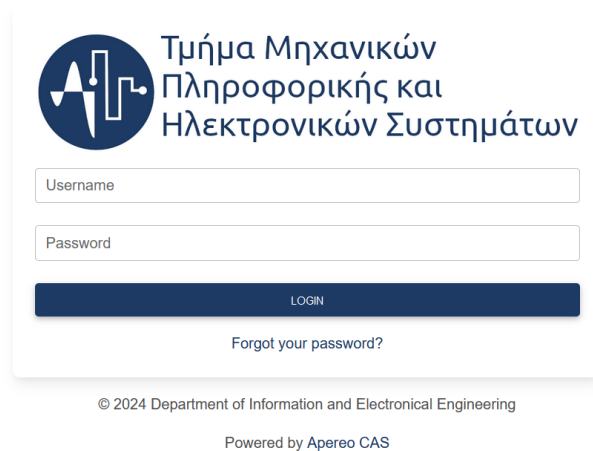 Τμήμα Μηχανικών
Πληροφορικής και
Ηλεκτρονικών Συστημάτων
Username
Password
LOGIN
Forgot your password?
© 2024 Department of Information and Electronical Engineering
Powered by Apereo CAS